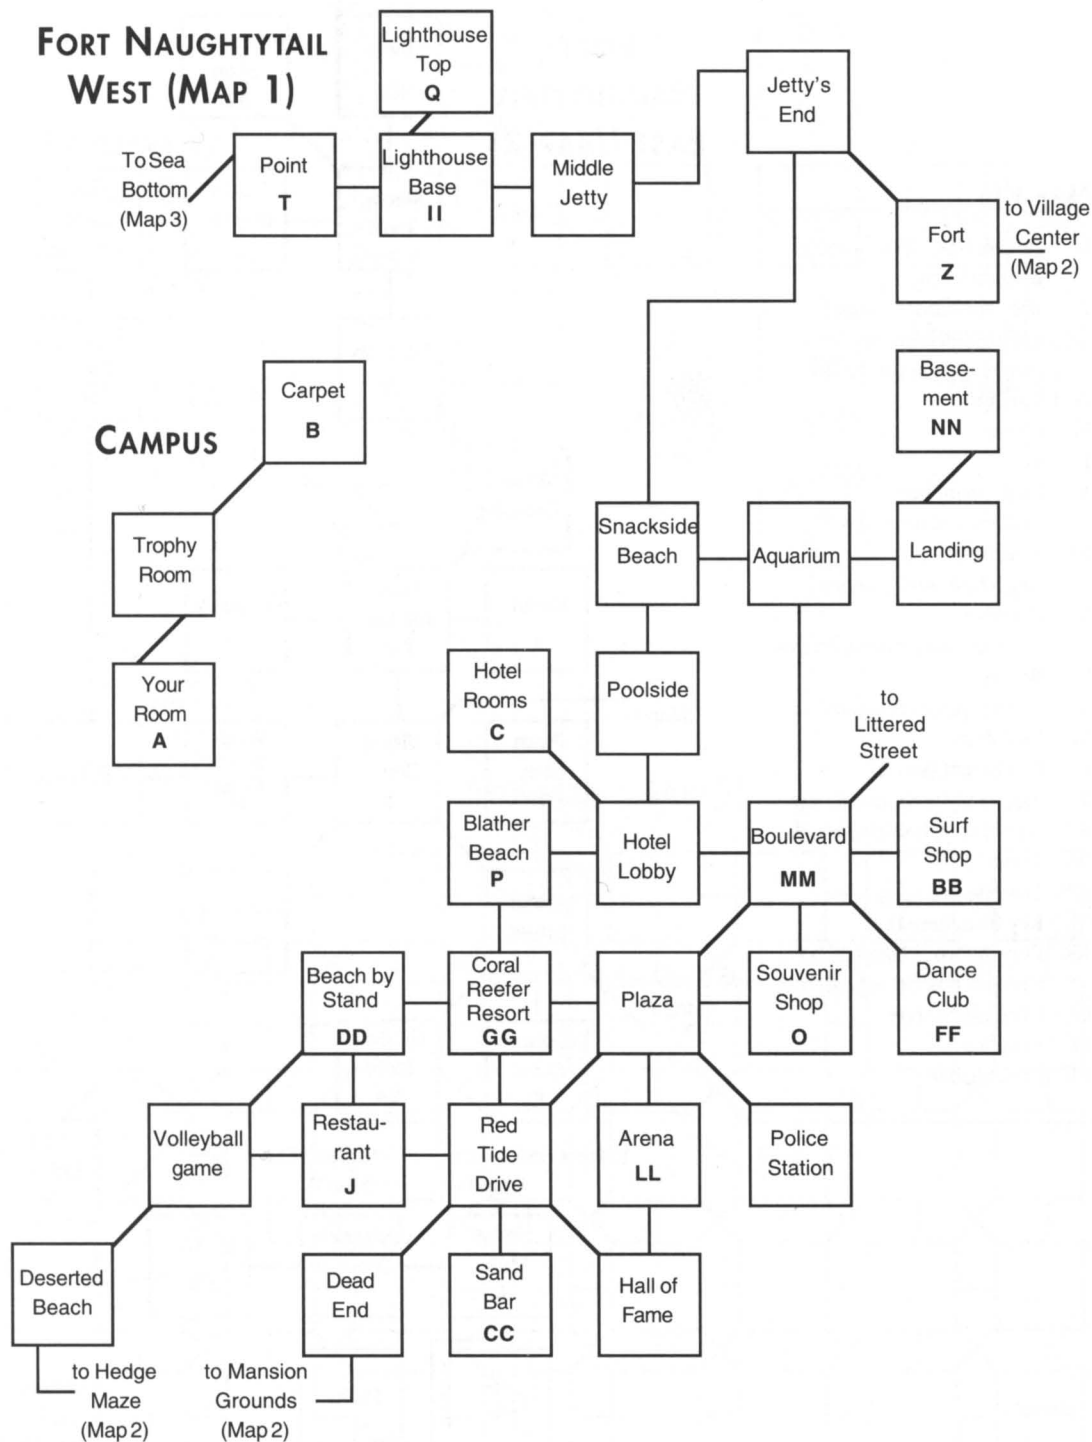 FORT NAUGHTYTAIL
WEST (MAP 1)
Lighthouse
Top
Q
Jetty's
End
To Sea
Bottom
(Map 3)
Point
T
Lighthouse
Base
II
Middle
Jetty
Fort
Z
to Village
Center
(Map 2)
CAMPUS
Carpet
B
Base-
ment
NN
Trophy
Room
Snackside
Beach
Aquarium
Landing
Your
Room
A
Hotel
Rooms
C
Poolside
to
Littered
Street
Blather
Beach
P
Hotel
Lobby
Boulevard
MM
Surf
Shop
BB
Beach by
Stand
DD
Coral
Reefer
Resort
GG
Plaza
Souvenir
Shop
O
Dance
Club
FF
Volleyball
game
Restau-
rant
J
Red
Tide
Drive
Arena
LL
Police
Station
Deserted
Beach
Dead
End
Sand
Bar
CC
Hall of
Fame
to Hedge
Maze
(Map 2)
to Mansion
Grounds
(Map 2)